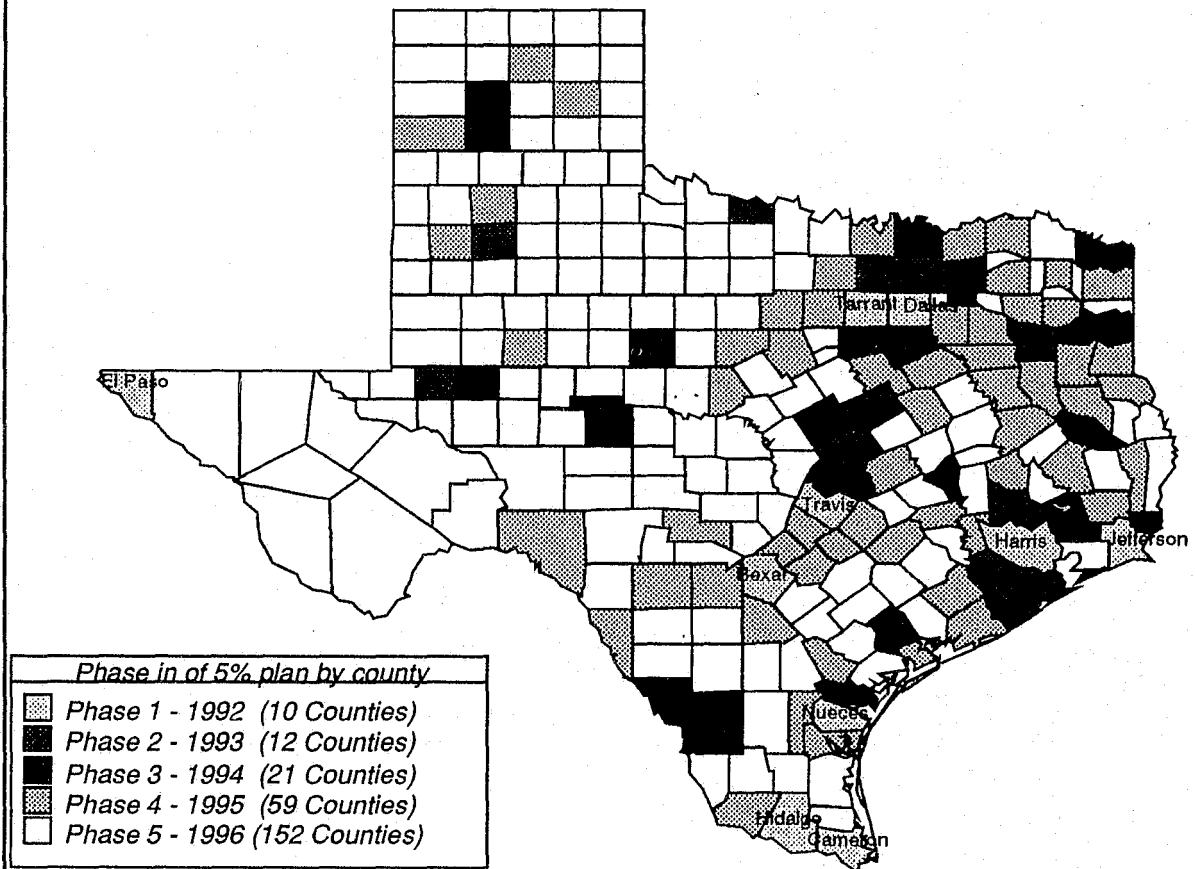 El Paso
Tarrant Dallas
Travis
Harris
Jefferson
Bexar
Nueces
Hidalgo
Cameron
Phase in of 5% plan by county
Phase 1 - 1992 (10 Counties)
Phase 2 - 1993 (12 Counties)
Phase 3 - 1994 (21 Counties)
Phase 4 - 1995 (59 Counties)
Phase 5 - 1996 (152 Counties)